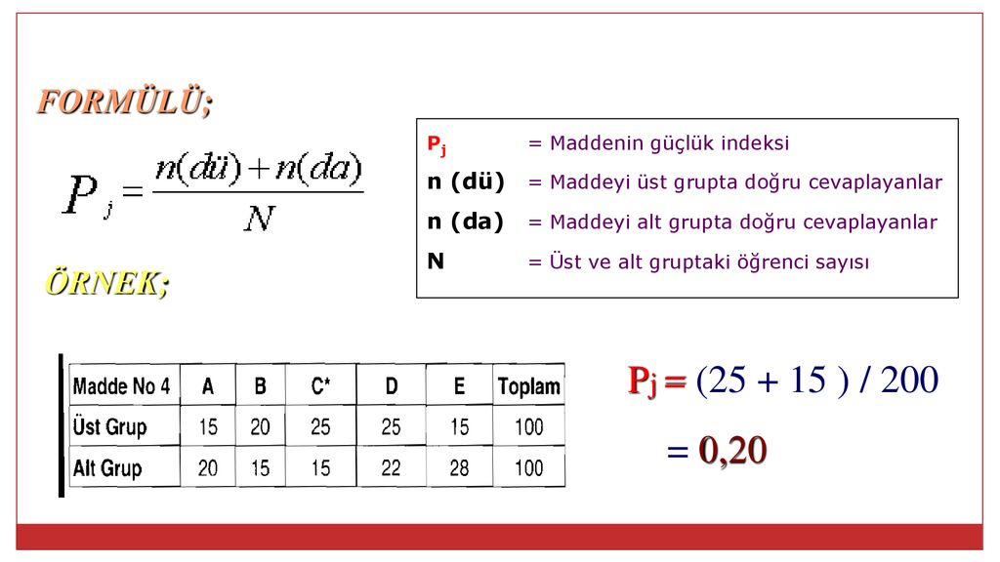 FORMÜLÜ;
P j = n(dü) + n(da) / N
Pj = Maddenin güçlük indeksi
n (dü) = Maddeyi üst grupta doğru cevaplayanlar
n (da) = Maddeyi alt grupta doğru cevaplayanlar
N = Üst ve alt gruptaki öğrenci sayısı
ÖRNEK;
Madde No 4 A B C* D E Toplam
Üst Grup 15 20 25 25 15 100
Alt Grup 20 15 15 22 28 100
Pj = (25 + 15 ) / 200
= 0,20